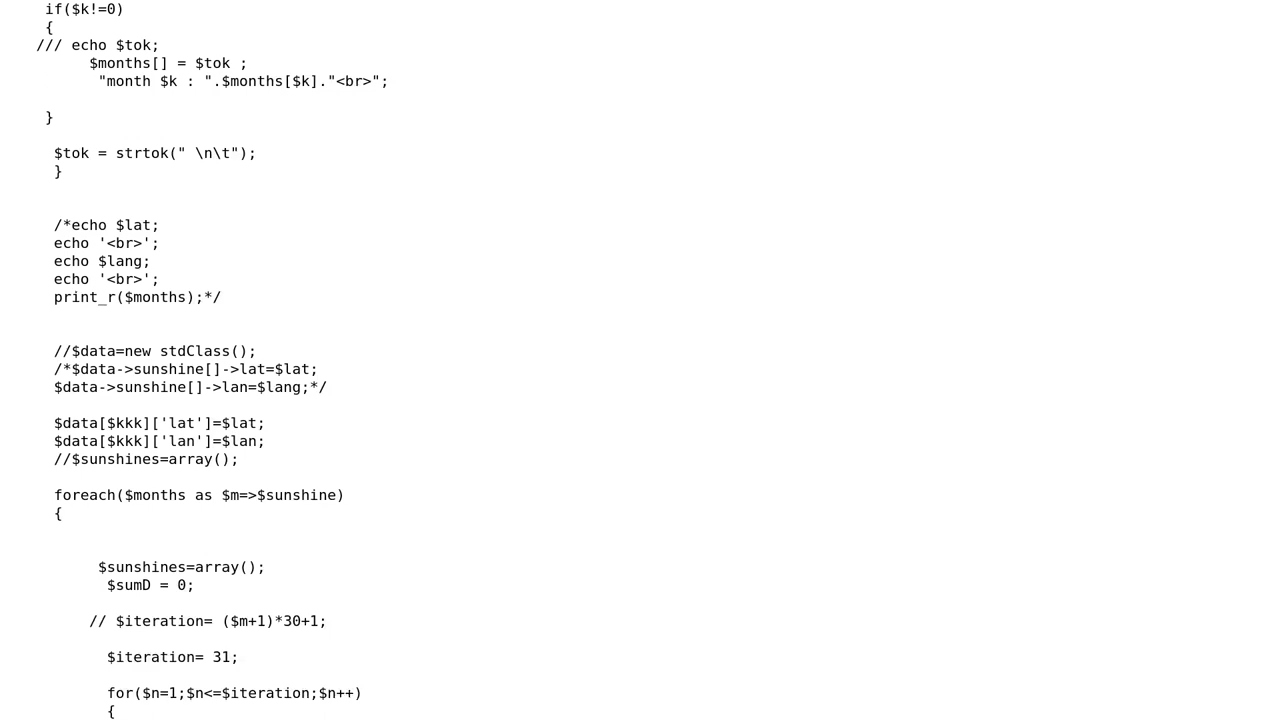 if($k!=0)
{
/// echo $tok;
$months[] = $tok ;
"month $k : ".$months[$k]."<br>";
}
$tok = strtok(" \n\t");
}
/*echo $lat;
echo '<br>';
echo $lang;
echo '<br>';
print_r($months);*/
//$data=new stdClass();
/*$data->sunshine[]->lat=$lat;
$data->sunshine[]->lan=$lang;*/
$data[$kkk]['lat']=$lat;
$data[$kkk]['lan']=$lan;
//$sunshines=array();
foreach($months as $m=>$sunshine)
{
$sunshines=array();
$sumD = 0;
// $iteration= ($m+1)*30+1;
$iteration= 31;
for($n=1;$n<=$iteration;$n++)
{